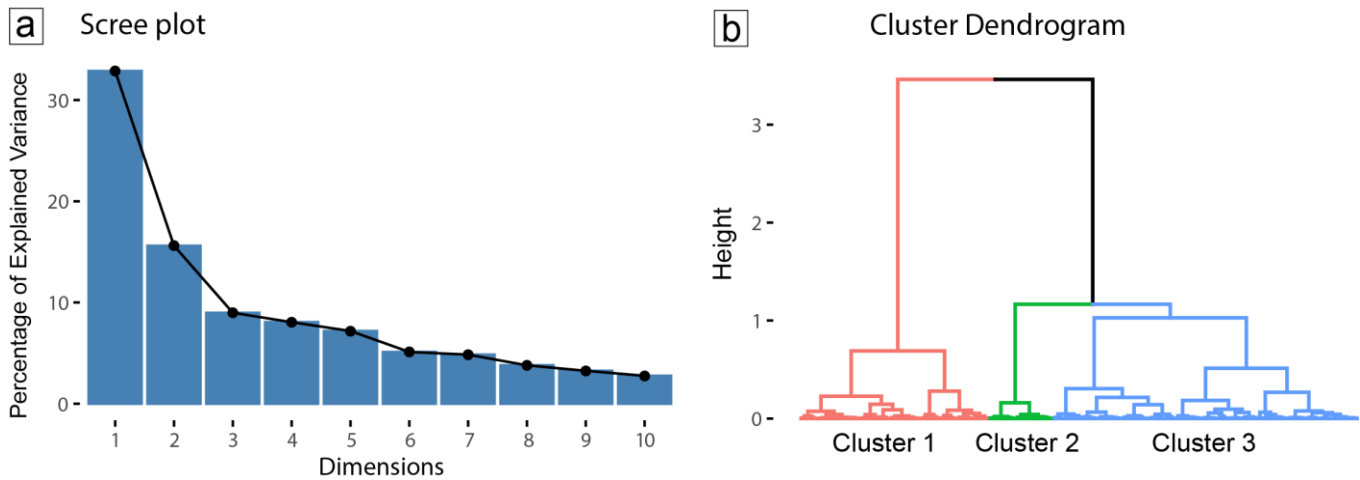 a Scree plot
Percentage of Explained Variance
30
20
10
0
1 2 3 4 5 6 7 8 9 10
Dimensions
b Cluster Dendrogram
Height
3
2
1
0
Cluster 1 Cluster 2 Cluster 3